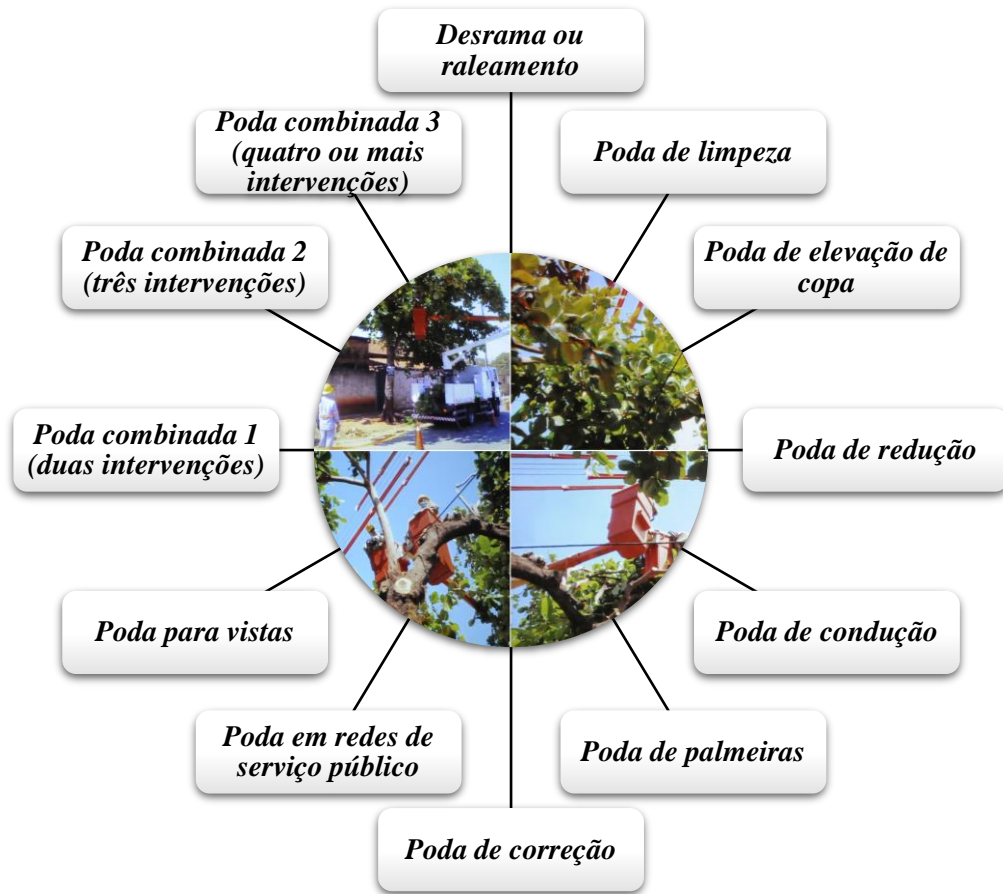 Desrama ou
raleamento
Poda de limpeza
Poda de elevação de
copa
Poda de redução
Poda de condução
Poda de palmeiras
Poda de correção
Poda em redes de
serviço público
Poda para vistas
Poda combinada 1
(duas intervenções)
Poda combinada 2
(três intervenções)
Poda combinada 3
(quatro ou mais
intervenções)